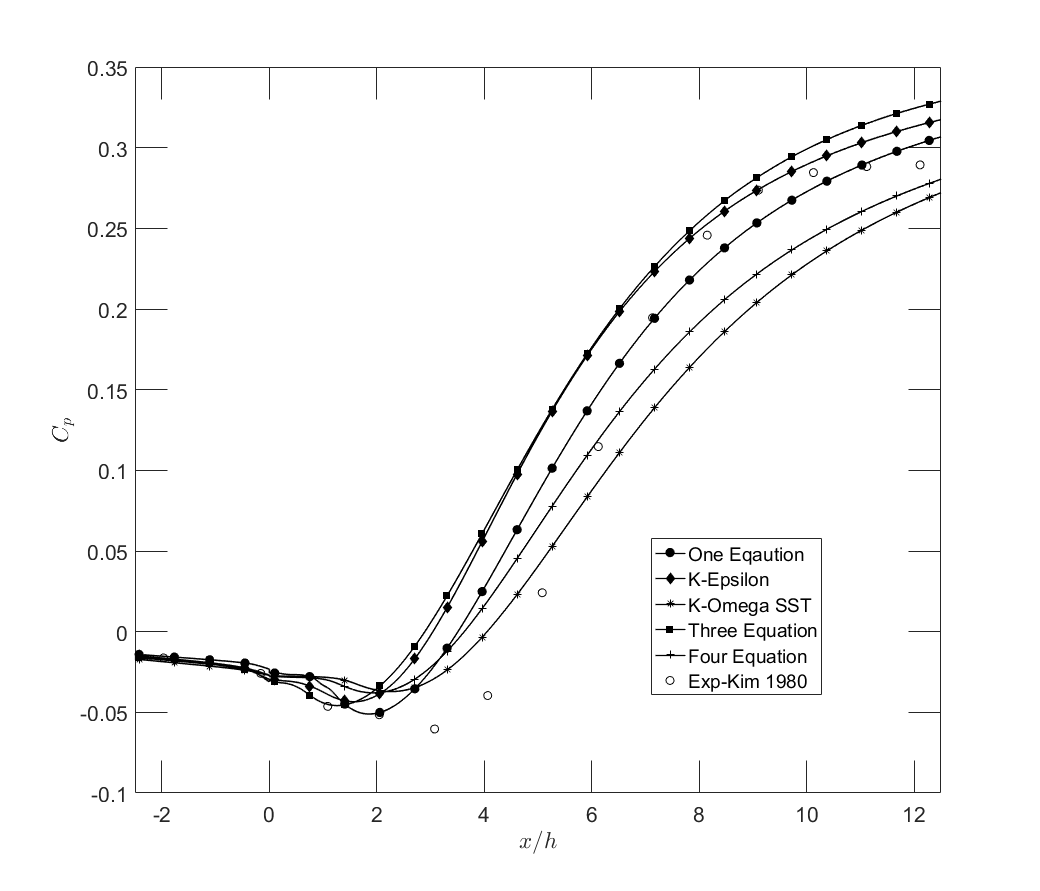 0.35
0.3
0.25
0.2
0.15
0.1
0.05
0
-0.05
-0.1
C_p
-2 0 2 4 6 8 10 12
x/h
One Eqaution
K-Epsilon
K-Omega SST
Three Equation
Four Equation
Exp-Kim 1980